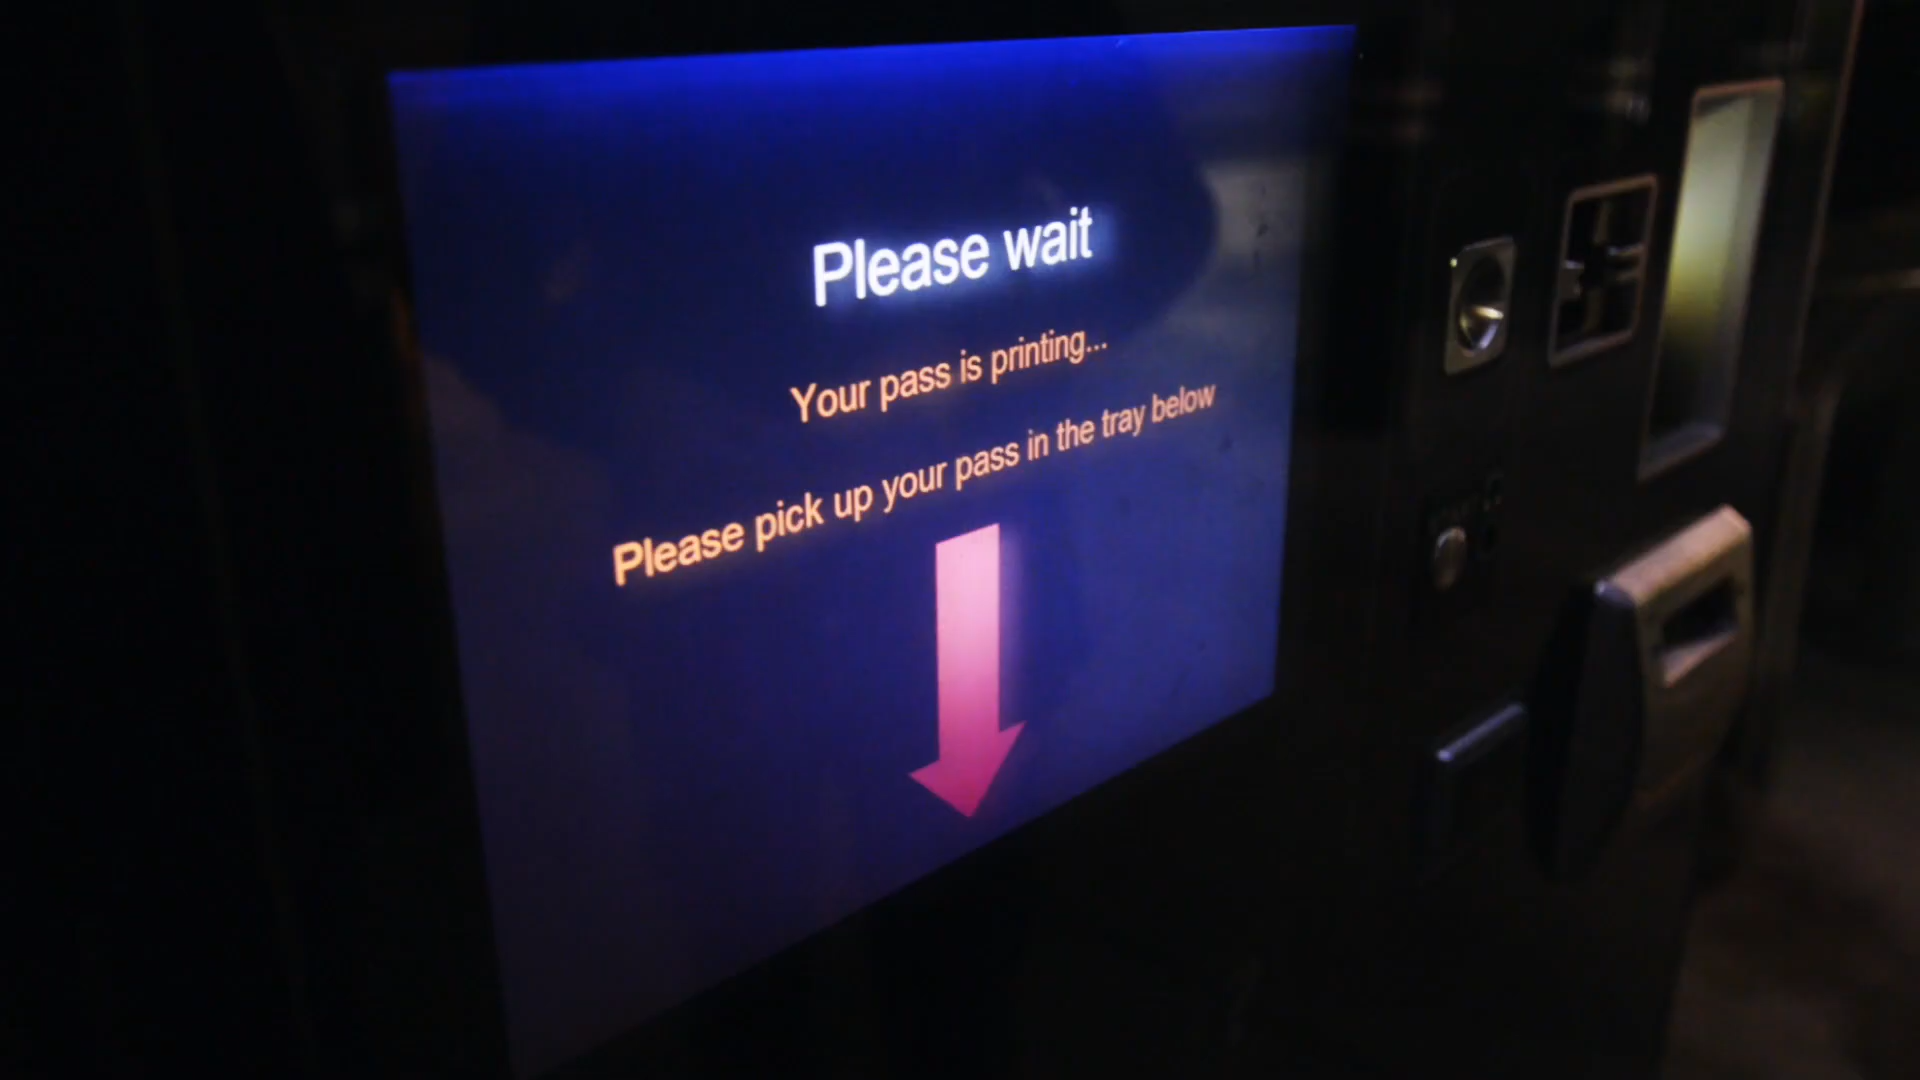 Please wait
Your pass is printing...
Please pick up your pass in the tray below